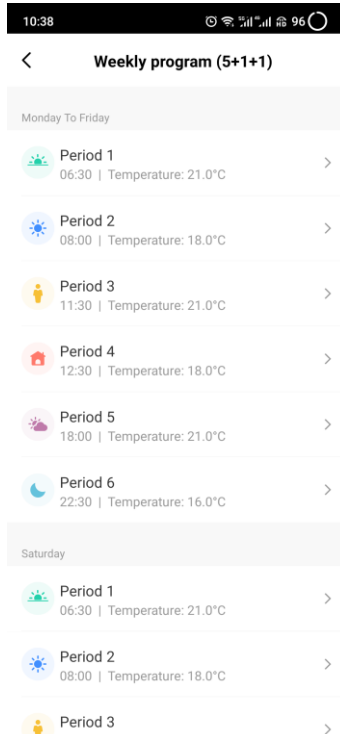 10:38
96
Weekly program (5+1+1)
Monday To Friday
Period 1
06:30 | Temperature: 21.0°C
Period 2
08:00 | Temperature: 18.0°C
Period 3
11:30 | Temperature: 21.0°C
Period 4
12:30 | Temperature: 18.0°C
Period 5
18:00 | Temperature: 21.0°C
Period 6
22:30 | Temperature: 16.0°C
Saturday
Period 1
06:30 | Temperature: 21.0°C
Period 2
08:00 | Temperature: 18.0°C
Period 3